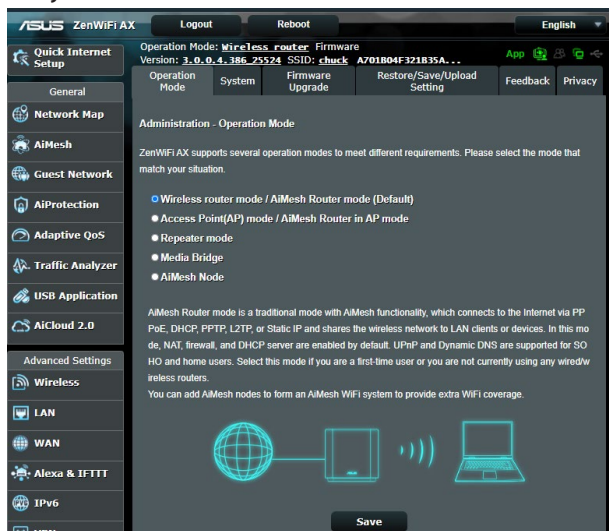 ASUS ZenWiFi AX Logout Reboot English
Quick Internet Setup
Operation Mode: Wireless router Firmware
Version: 3.0.0.4.386_25524 SSID: chuck A701B04F321B35A...
App
Operation Mode System Firmware Upgrade Restore/Save/Upload Setting Feedback Privacy
General
Network Map
AiMesh
Guest Network
AiProtection
Adaptive QoS
Traffic Analyzer
USB Application
AiCloud 2.0
Advanced Settings
Wireless
LAN
WAN
Alexa & IFTTT
IPv6
Administration - Operation Mode
ZenWiFi AX supports several operation modes to meet different requirements. Please select the mode that
match your situation.
Wireless router mode / AiMesh Router mode (Default)
Access Point(AP) mode / AiMesh Router in AP mode
Repeater mode
Media Bridge
AiMesh Node
AiMesh Router mode is a traditional mode with AiMesh functionality, which connects to the Internet via PP
PoE, DHCP, PPTP, L2TP, or Static IP and shares the wireless network to LAN clients or devices. In this mo
de, NAT, firewall, and DHCP server are enabled by default. UPnP and Dynamic DNS are supported for SO
HO and home users. Select this mode if you are a first-time user or you are not currently using any wired/w
ireless routers.
You can add AiMesh nodes to form an AiMesh WiFi system to provide extra WiFi coverage.
Save